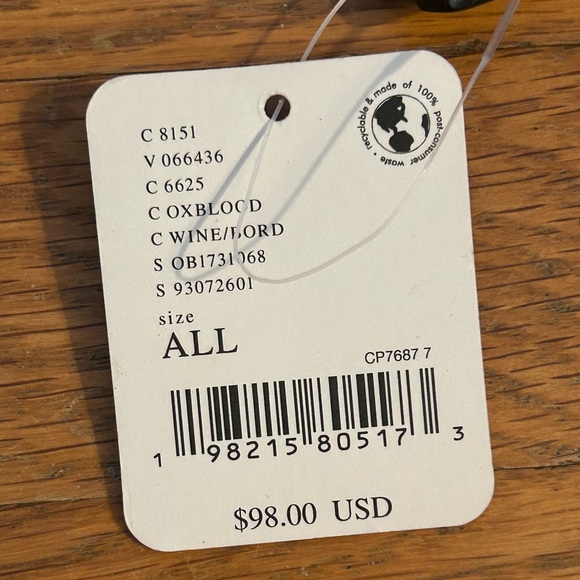 C 8151
V 066436
C 6625
C OXBLOOD
C WINE/BORD
S OB1731068
S 93072601
size
ALL
recyclable & made of 100% post-consumer waste •
CP7687 7
1 98215 80517 3
$98.00 USD